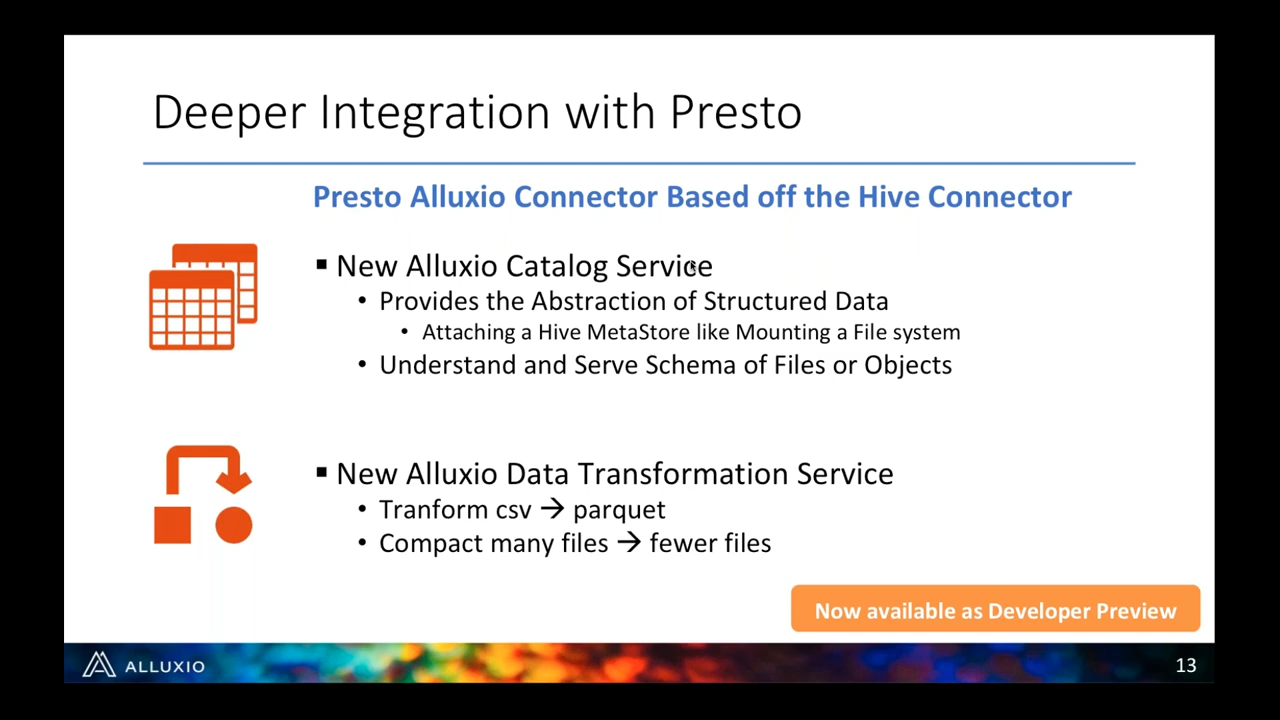 Deeper Integration with Presto
Presto Alluxio Connector Based off the Hive Connector
▪ New Alluxio Catalog Service
• Provides the Abstraction of Structured Data
• Attaching a Hive MetaStore like Mounting a File system
• Understand and Serve Schema of Files or Objects
▪ New Alluxio Data Transformation Service
• Tranform csv → parquet
• Compact many files → fewer files
Now available as Developer Preview
ALLUXIO
13